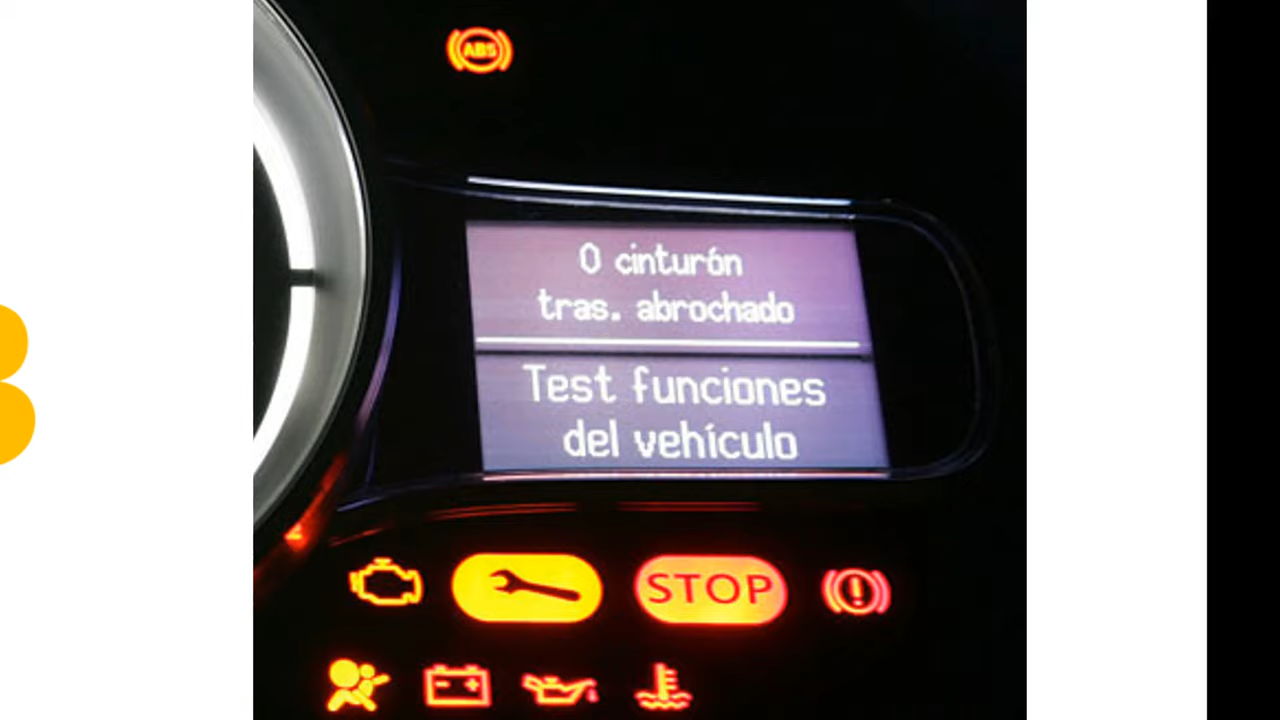 ABS
0 cinturón
tras. abrochado
Test funciones
del vehículo
STOP